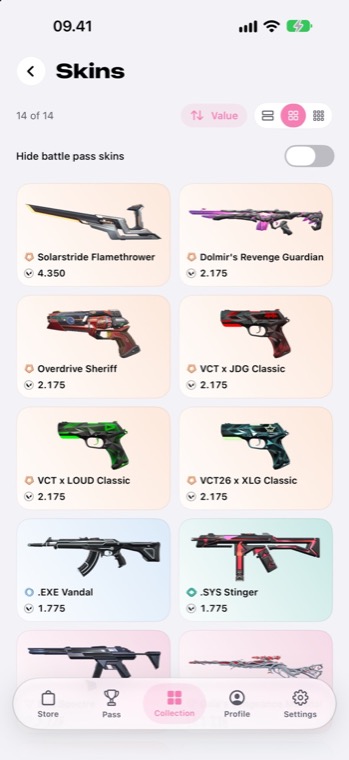 09.41
Skins
14 of 14
Value
Hide battle pass skins
Solarstride Flamethrower
4.350
Dolmir's Revenge Guardian
2.175
Overdrive Sheriff
2.175
VCT x JDG Classic
2.175
VCT x LOUD Classic
2.175
VCT26 x XLG Classic
2.175
.EXE Vandal
1.775
.SYS Stinger
1.775
Store
Pass
Collection
Profile
Settings